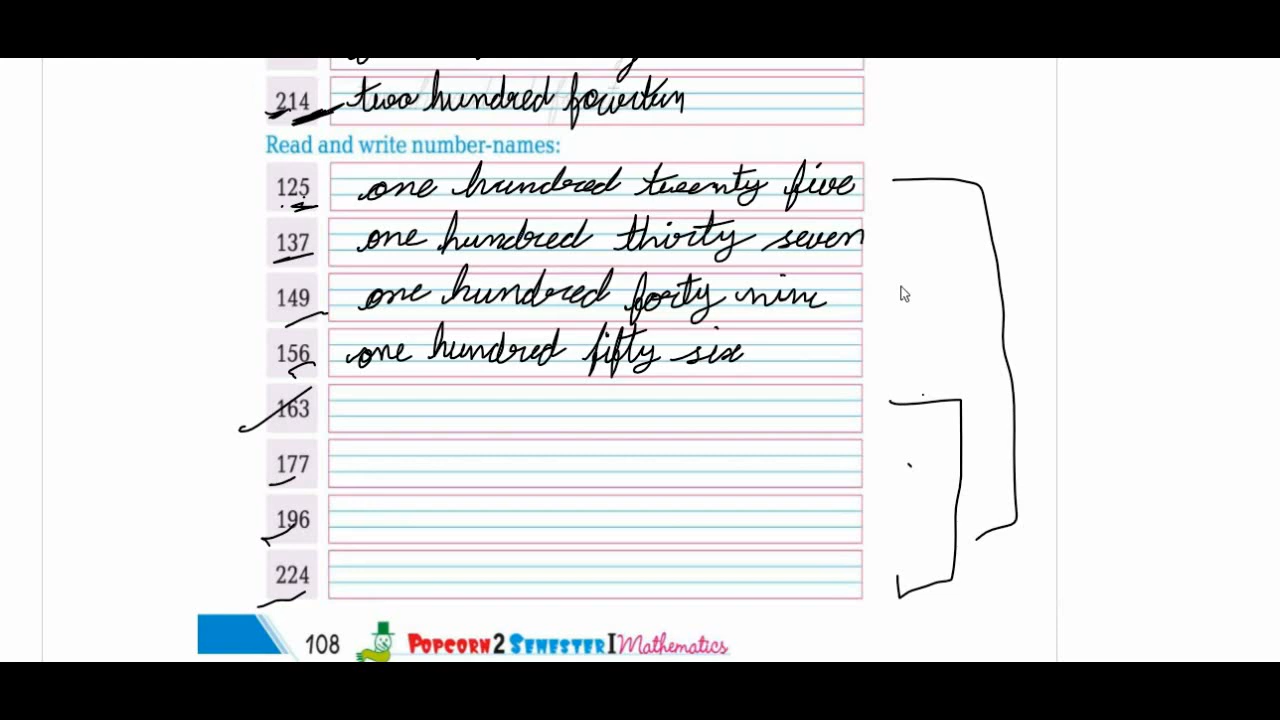 214 two hundred fourteen
Read and write number-names:
125 one hundred twenty five
137 one hundred thirty seven
149 one hundred forty nine
156 one hundred fifty six
163
177
196
224
108 POPCORN 2 SEMESTER I Mathematics